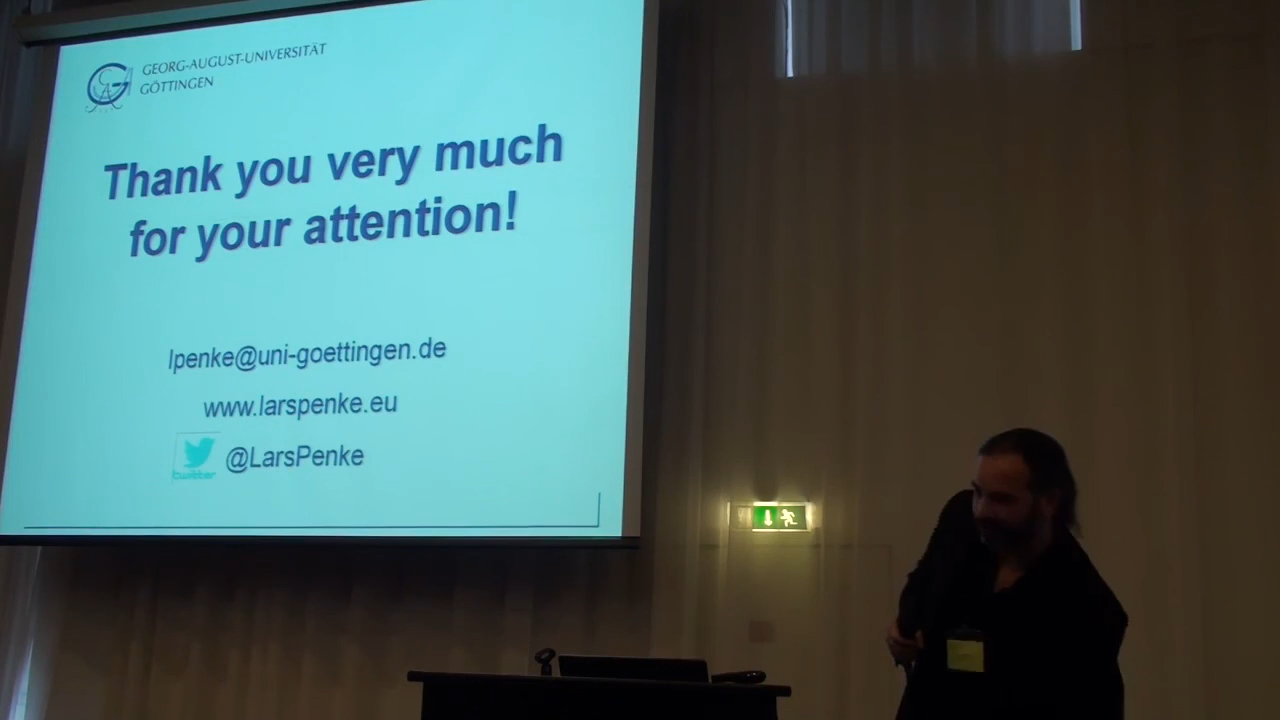 GEORG-AUGUST-UNIVERSITÄT
GÖTTINGEN
Thank you very much
for your attention!
lpenke@uni-goettingen.de
www.larspenke.eu
twitter
@LarsPenke